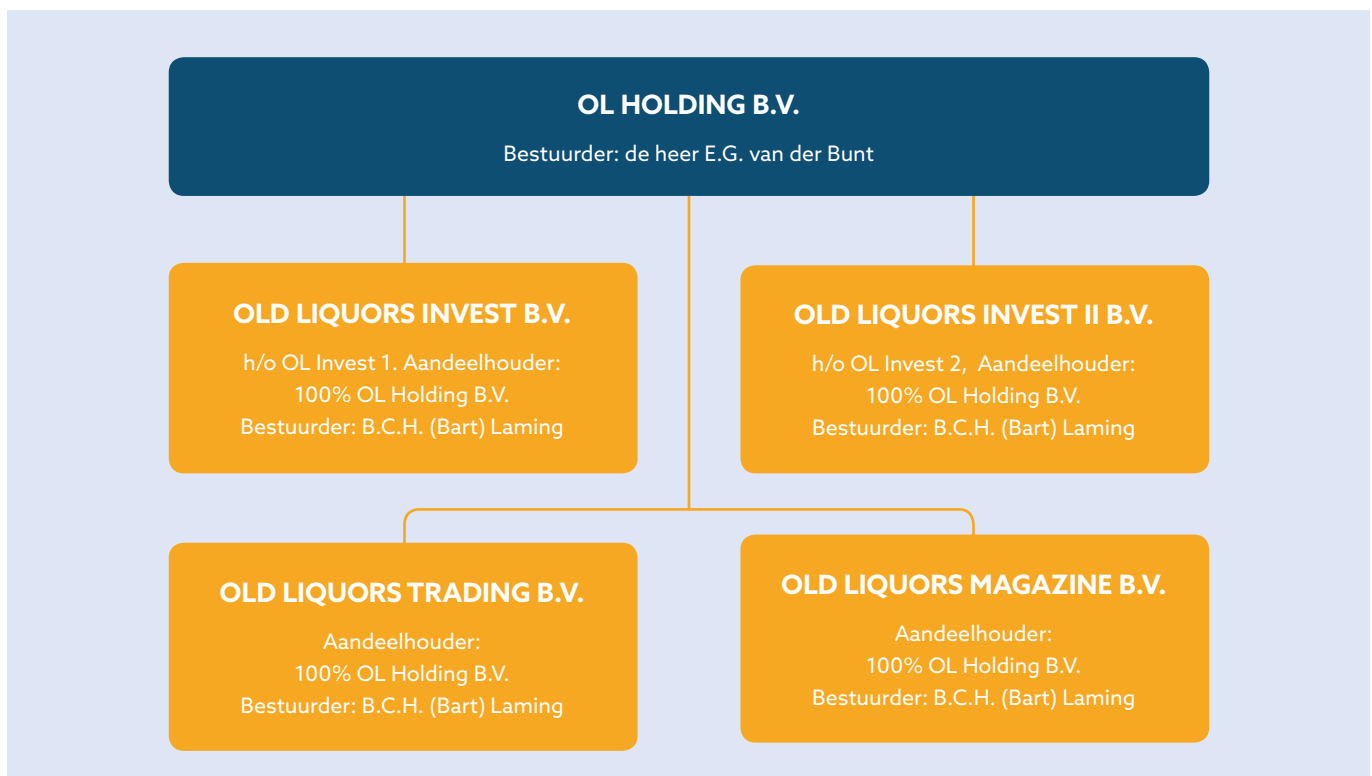 OL HOLDING B.V.
Bestuurder: de heer E.G. van der Bunt
OLD LIQUORS INVEST B.V.
h/o OL Invest 1. Aandeelhouder:
100% OL Holding B.V.
Bestuurder: B.C.H. (Bart) Laming
OLD LIQUORS INVEST II B.V.
h/o OL Invest 2, Aandeelhouder:
100% OL Holding B.V.
Bestuurder: B.C.H. (Bart) Laming
OLD LIQUORS TRADING B.V.
Aandeelhouder:
100% OL Holding B.V.
Bestuurder: B.C.H. (Bart) Laming
OLD LIQUORS MAGAZINE B.V.
Aandeelhouder:
100% OL Holding B.V.
Bestuurder: B.C.H. (Bart) Laming